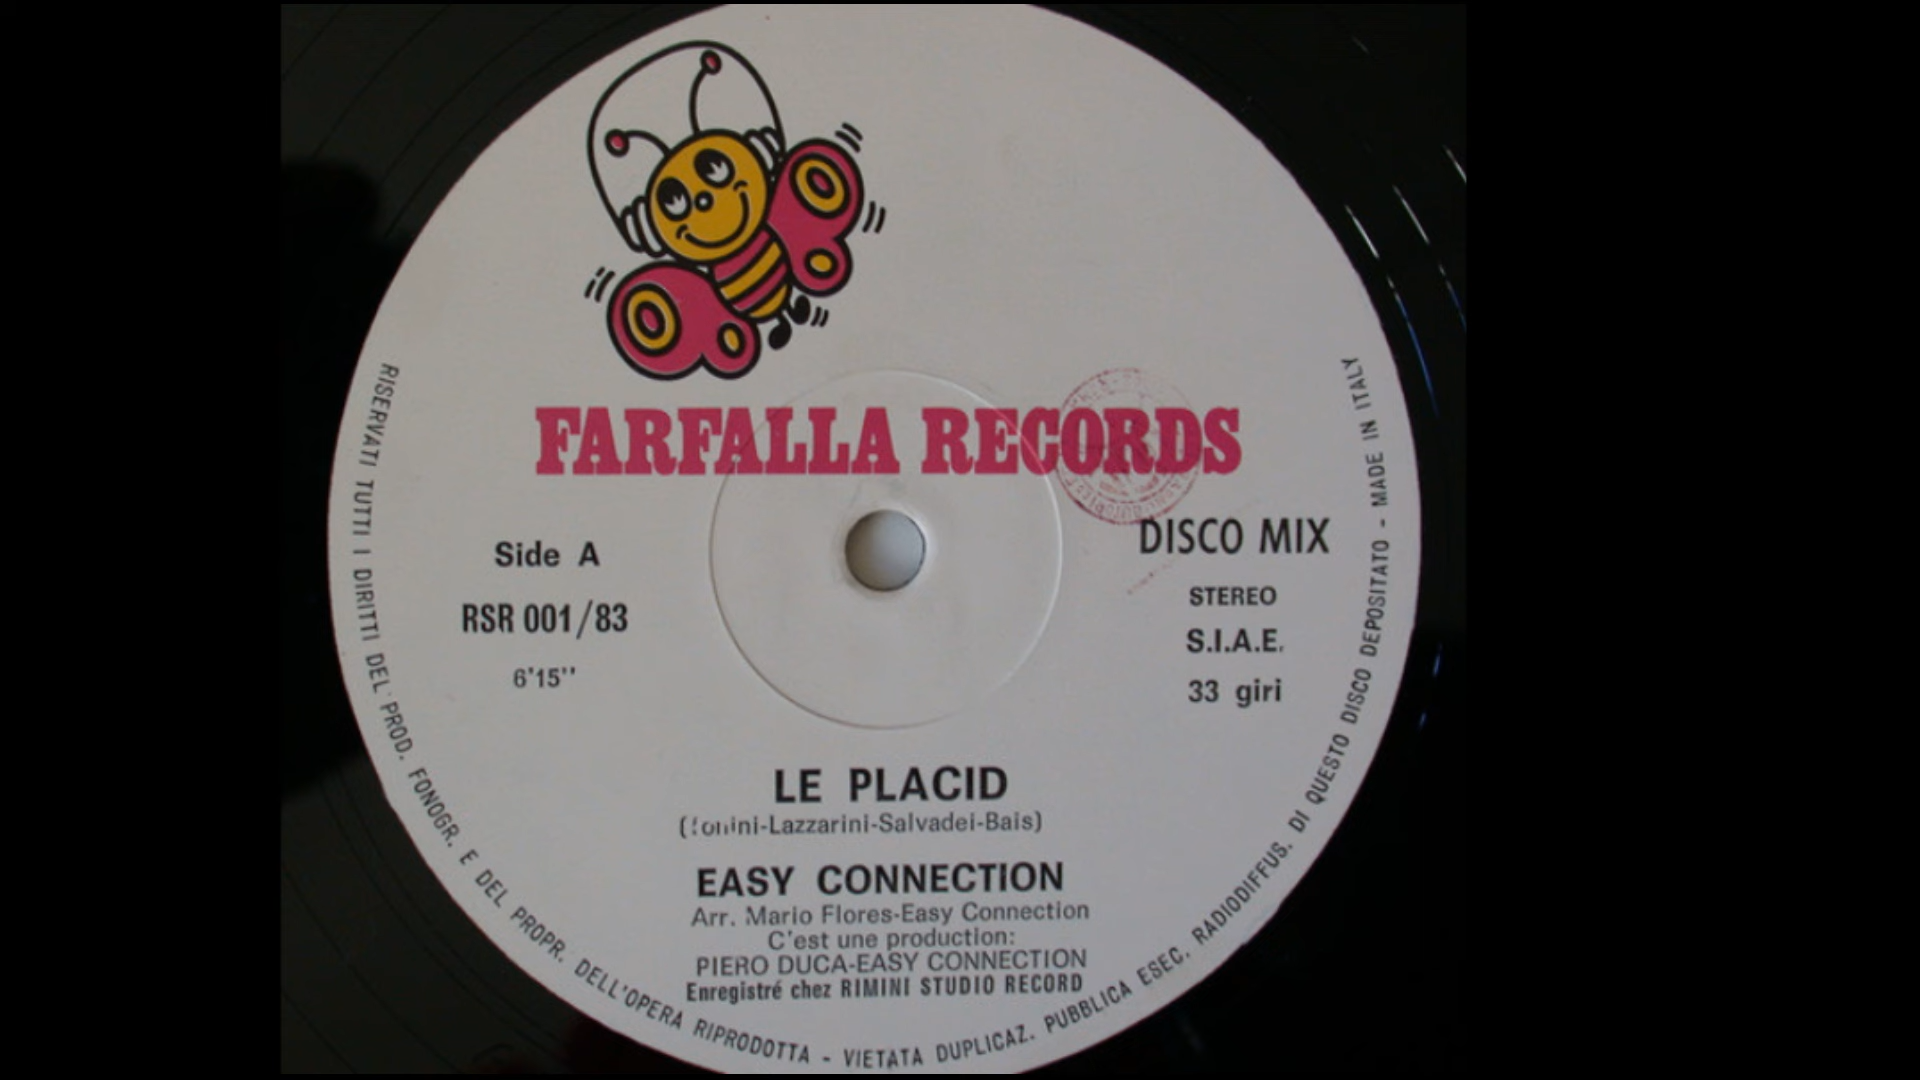 FARFALLA RECORDS
Side A
RSR 001/83
6'15''
DISCO MIX
STEREO
S.I.A.E.
33 giri
LE PLACID
-Lazzarini-Salvadei-Bais)
EASY CONNECTION
Arr. Mario Flores-Easy Connection
C'est une production:
PIERO DUCA-EASY CONNECTION
Enregistré chez RIMINI STUDIO RECORD
RISERVATI TUTTI I DIRITTI DEL PROD. FONOGR. E DEL PROPR. DELL'OPERA RIPRODOTTA - VIETATA DUPLICAZ. PUBBLICA ESEC. RADIODIFFUS. DI QUESTO DISCO DEPOSITATO - MADE IN ITALY